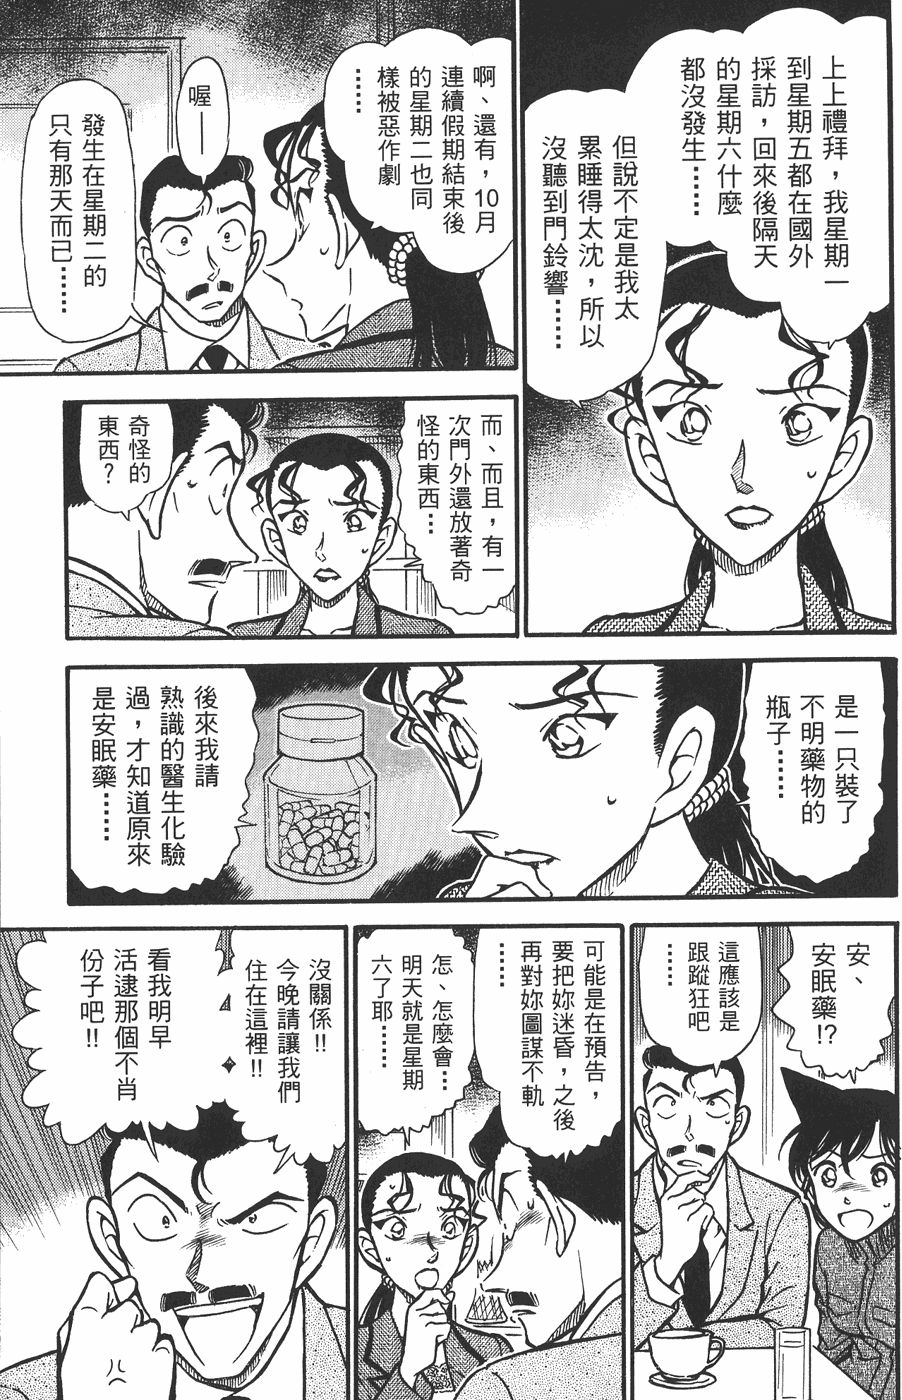 上上禮拜，我星期一
到星期五都在國外
採訪，回來後隔天
的星期六什麼
都沒發生……
但說不定是我太
累睡得太沈，所以
沒聽到門鈴響……
啊、還有，10月
連續假期結束後
的星期二也同
樣被惡作劇
……
喔—
發生在星期二的
只有那天而已……
而、而且，有一
次門外還放著奇
怪的東西…
奇怪的
東西？
是一只裝了
不明藥物的
瓶子……
後來我請
熟識的醫生化驗
過，才知道原來
是安眠藥……
安、
安眠藥!?
這應該是
跟蹤狂吧
……
可能是在預告，
要把妳迷昏，之後
再對妳圖謀不軌
……
怎、怎麼會…
明天就是星期
六了耶……
沒關係!!
今晚請讓我們
住在這裡!!
看我明早
活逮那個不肖
份子吧!!